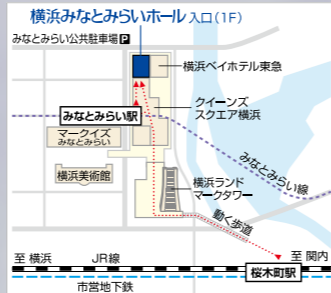 横浜みなとみらいホール 入口(1F)
みなとみらい公共駐車場 P
横浜ベイホテル東急
クイーンズ
スクエア横浜
みなとみらい駅
マークイズ
みなとみらい
みなとみらい線
横浜美術館
横浜ランド
マークタワー
動く歩道
至 横浜 JR線 至 関内
桜木町駅
市営地下鉄